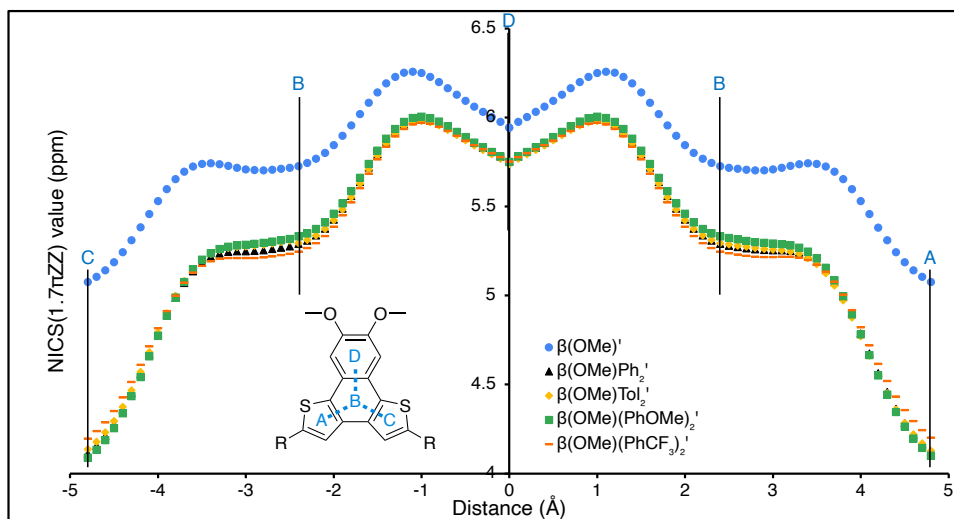 D
6.5
B
B
6
C
A
5.5
5
4.5
4
NICS(1.7πZZ) value (ppm)
O
O
D
S
B
S
A
C
R
R
β(OMe)'
β(OMe)Ph₂'
β(OMe)Tol₂'
β(OMe)(PhOMe)₂'
β(OMe)(PhCF₃)₂'
-5 -4 -3 -2 -1 0 1 2 3 4 5
Distance (Å)